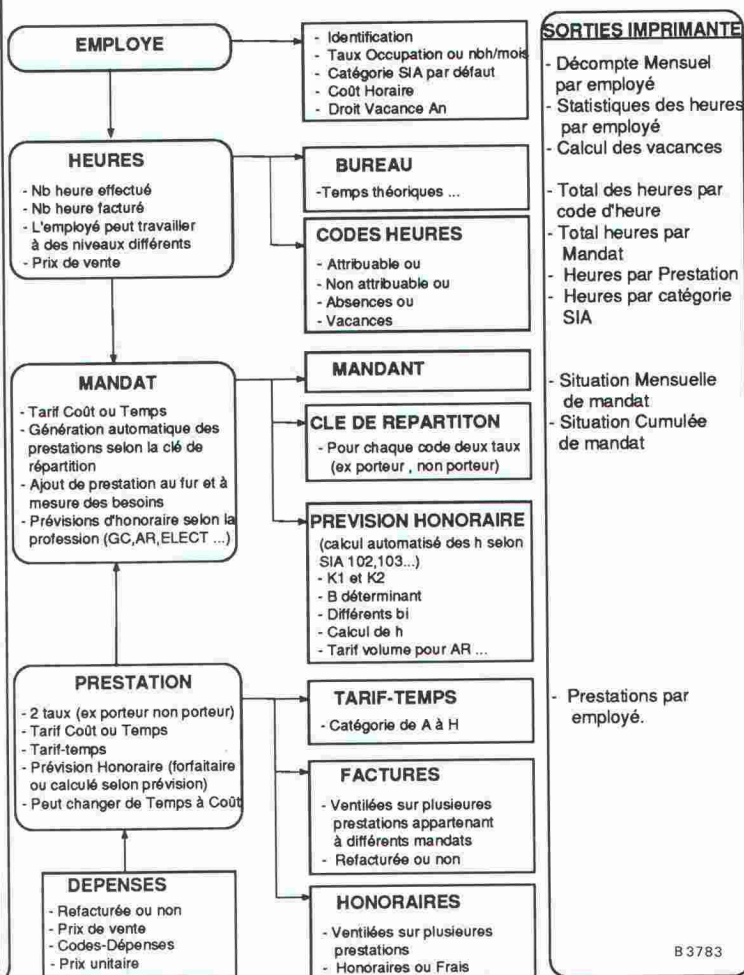 EMPLOYE
- Identification
- Taux Occupation ou nbh/mois
- Catégorie SIA par défaut
- Coût Horaire
- Droit Vacance An
HEURES
- Nb heure effectué
- Nb heure facturé
- L'employé peut travailler
à des niveaux différents
- Prix de vente
BUREAU
-Temps théoriques ...
CODES HEURES
- Attribuable ou
- Non attribuable ou
- Absences ou
- Vacances
MANDAT
- Tarif Coût ou Temps
- Génération automatique des
prestations selon la clé de
répartition
- Ajout de prestation au fur et à
mesure des besoins
- Prévisions d'honoraire selon la
profession (GC,AR,ELECT ...)
MANDANT
CLE DE REPARTITON
- Pour chaque code deux taux
(ex porteur , non porteur)
PREVISION HONORAIRE
(calcul automatisé des h selon
SIA 102,103...)
- K1 et K2
- B déterminant
- Différents bi
- Calcul de h
- Tarif volume pour AR ...
PRESTATION
- 2 taux (ex porteur non porteur)
- Tarif Coût ou Temps
- Tarif-temps
- Prévision Honoraire (forfaitaire
ou calculé selon prévision)
- Peut changer de Temps à Coût
TARIF-TEMPS
- Catégorie de A à H
FACTURES
- Ventilées sur plusieures
prestations appartenant
à différents mandats
- Refacturée ou non
DEPENSES
- Refacturée ou non
- Prix de vente
- Codes-Dépenses
- Prix unitaire
HONORAIRES
- Ventilées sur plusieures
prestations
- Honoraires ou Frais
SORTIES IMPRIMANTE
- Décompte Mensuel
par employé
- Statistiques des heures
par employé
- Calcul des vacances
- Total des heures par
code d'heure
- Total heures par
Mandat
- Heures par Prestation
- Heures par catégorie
SIA
- Situation Mensuelle
de mandat
- Situation Cumulée
de mandat
- Prestations par
employé.
B 3783